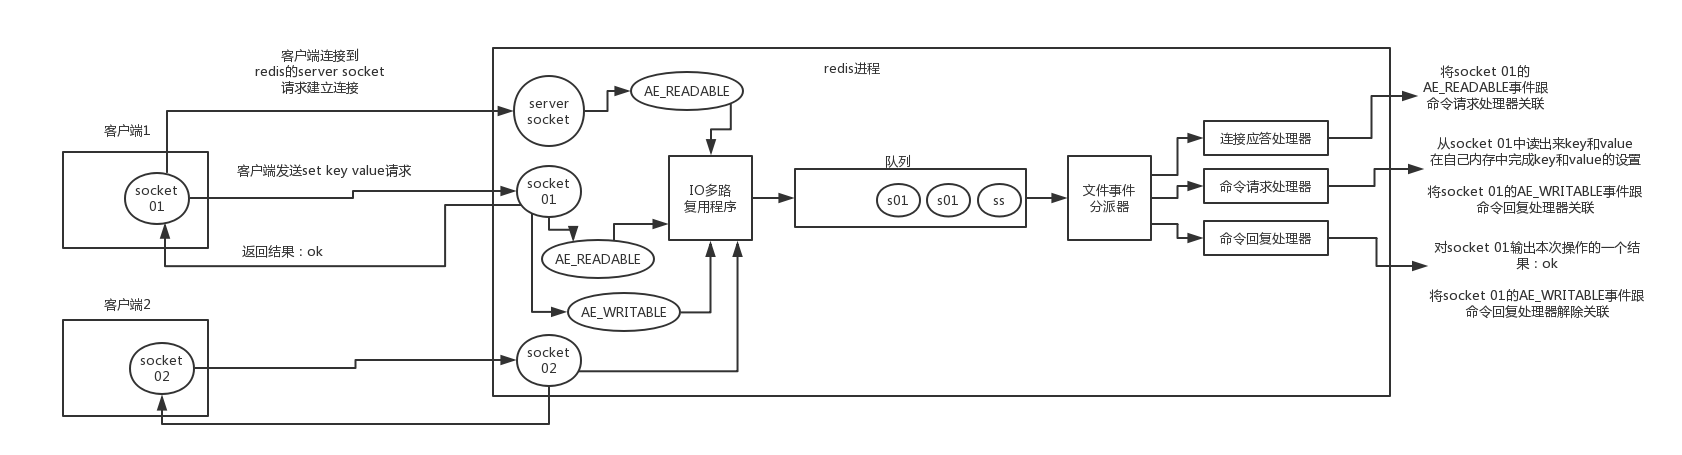 客户端连接到
redis的server socket
请求建立连接
客户端1
socket
01
客户端发送set key value请求
返回结果：ok
客户端2
socket
02
redis进程
server
socket
AE_READABLE
socket
01
AE_READABLE
AE_WRITABLE
socket
02
IO多路
复用程序
队列
s01
s01
ss
文件事件
分派器
连接应答处理器
命令请求处理器
命令回复处理器
将socket 01的
AE_READABLE事件跟
命令请求处理器关联
从socket 01中读出来key和value
在自己内存中完成key和value的设置
将socket 01的AE_WRITABLE事件跟
命令回复处理器关联
对socket 01输出本次操作的一个结
果：ok
将socket 01的AE_WRITABLE事件跟
命令回复处理器解除关联